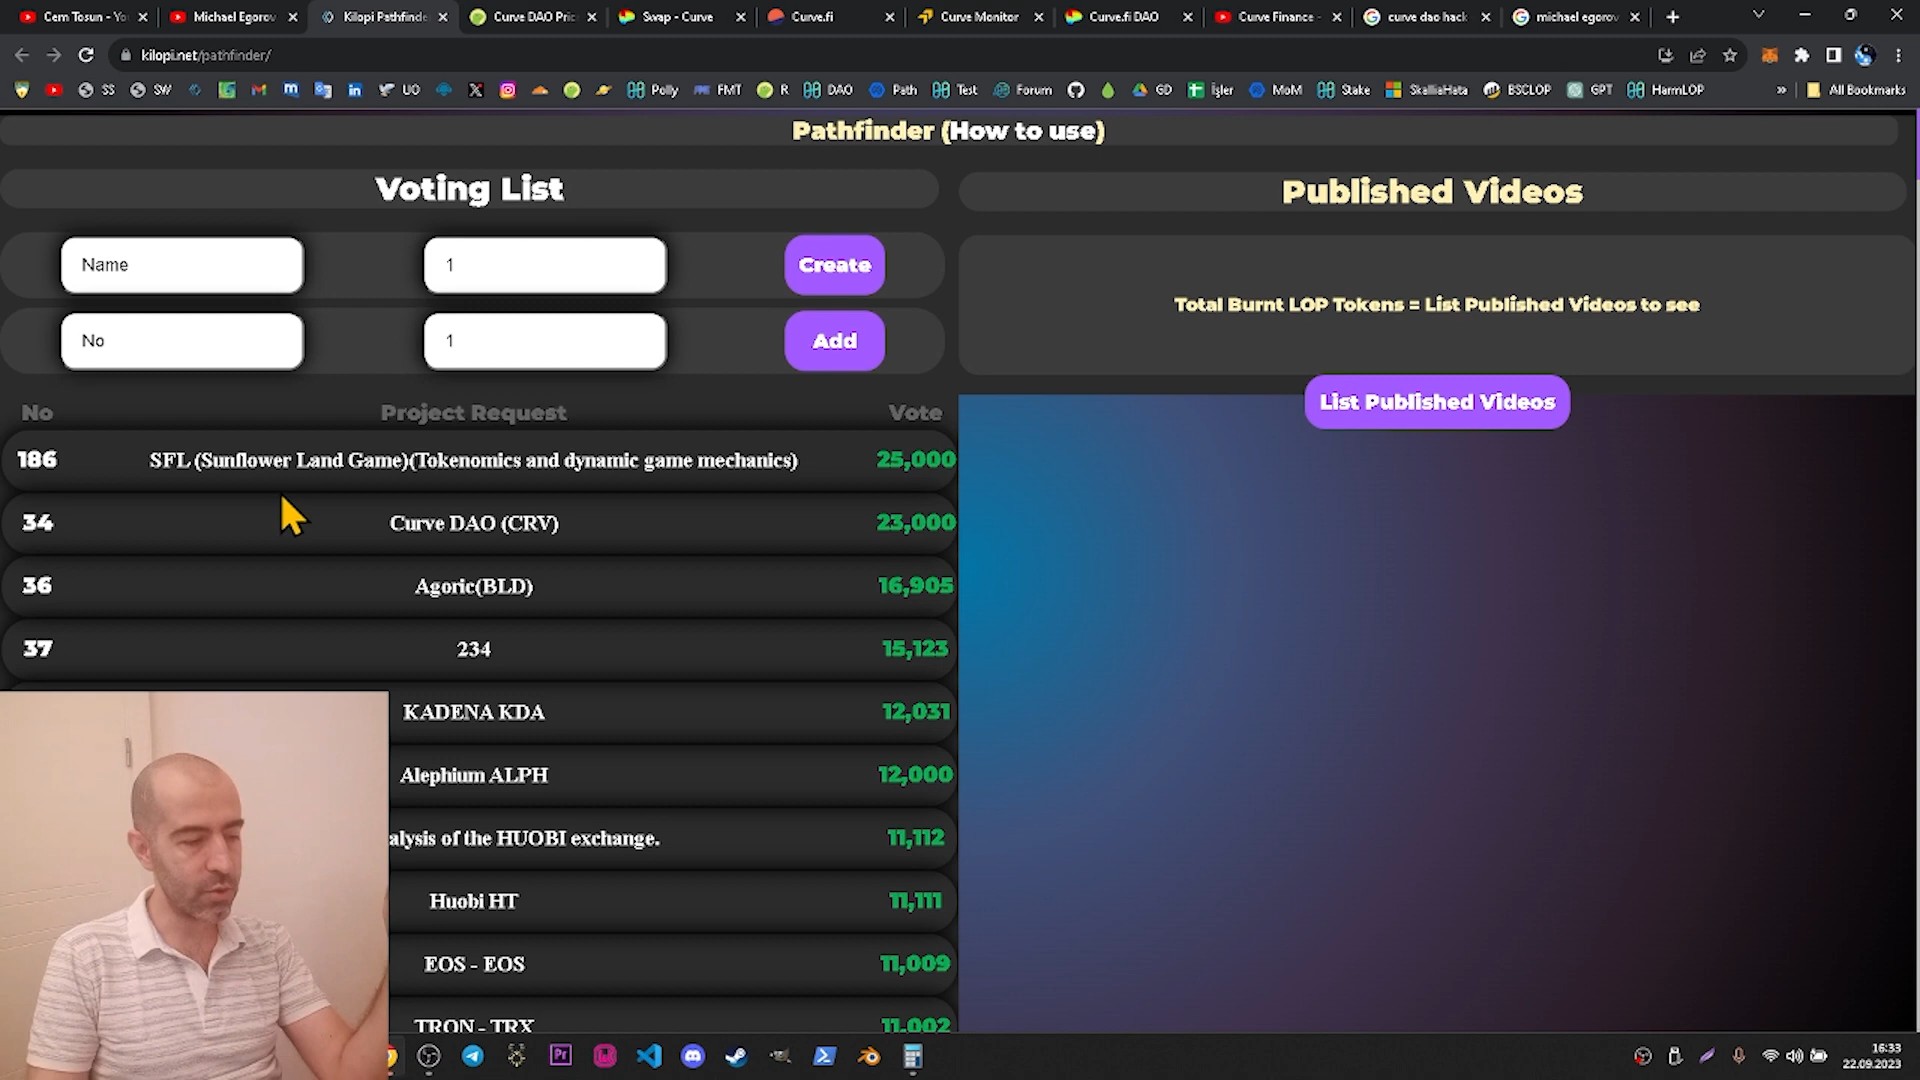 Cem Tosun - Yo
Michael Egorov
Kilopi Pathfinde
Curve DAO Pric
Swap - Curve
Curve.fi
Curve Monitor
Curve.fi DAO
Curve Finance -
curve dao hack
michael egorov
kilopi.net/pathfinder/
SS
SW
UO
Polly
FMT
R
DAO
Path
Test
Forum
GD
İşler
MoM
Stake
SkalliaHata
BSCLOP
GPT
HarmLOP
»
All Bookmarks
Pathfinder (How to use)
Voting List
Published Videos
Name
1
Create
No
1
Add
Total Burnt LOP Tokens = List Published Videos to see
List Published Videos
No Project Request Vote
186 SFL (Sunflower Land Game)(Tokenomics and dynamic game mechanics) 25,000
34 Curve DAO (CRV) 23,000
36 Agoric(BLD) 16,905
37 234 15,123
KADENA KDA 12,031
Alephium ALPH 12,000
alysis of the HUOBI exchange. 11,112
Huobi HT 11,111
EOS - EOS 11,009
TRON - TRX 11,002
Pr
16:33
22.09.2023